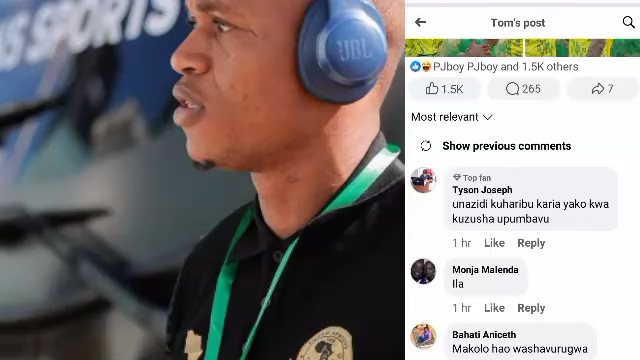 US SPORTS
JBL
Tom's post
PJboy PJboy and 1.5K others
1.5K
265
7
Most relevant
Show previous comments
Top fan
Tyson Joseph
unazidi kuharibu karia yako kwa
kuzusha upumbavu
1 hr Like Reply
Monja Malenda
Ila
1 hr Like Reply
Bahati Aniceth
Makolo hao washavurugwa